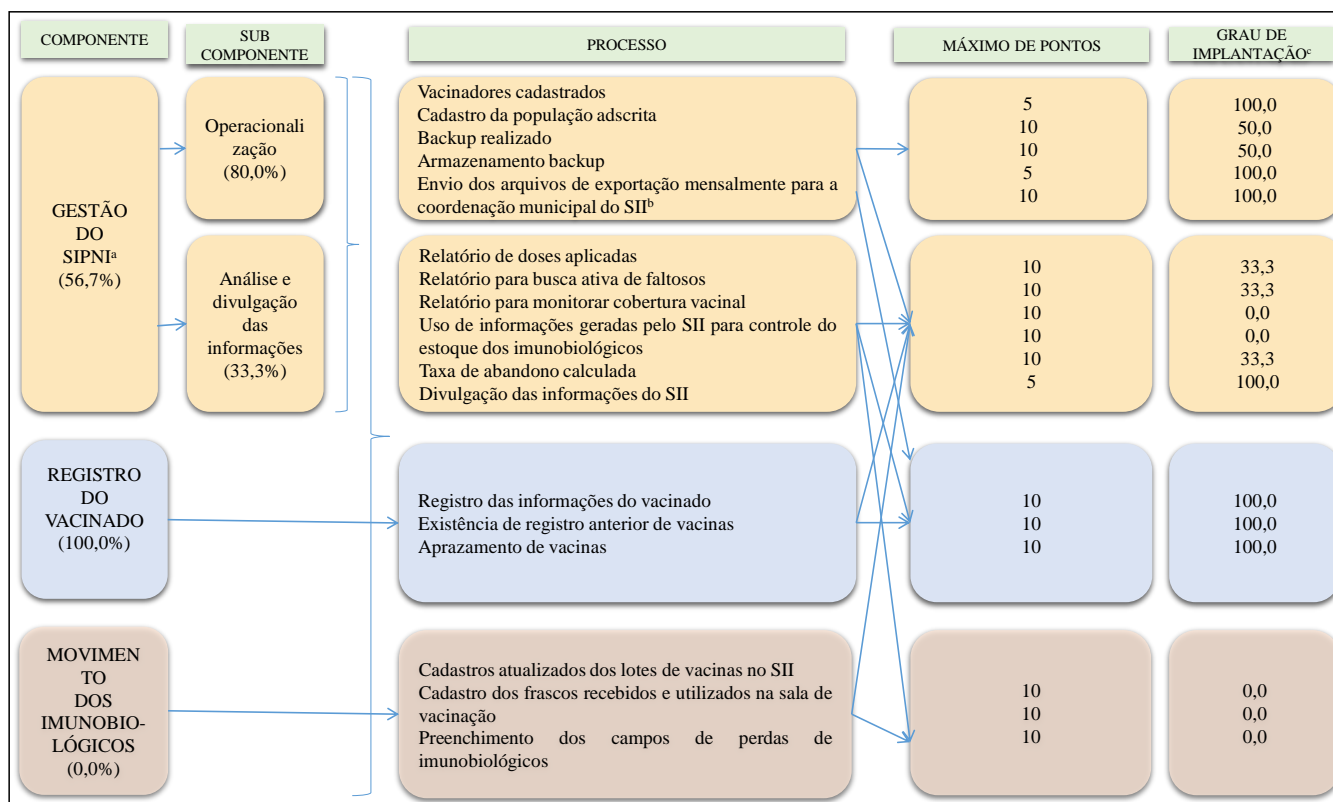 COMPONENTE
SUB
COMPONENTE
PROCESSO
MÁXIMO DE PONTOS
GRAU DE
IMPLANTAÇÃOᶜ
GESTÃO
DO
SIPNIᵃ
(56,7%)
Operacionali
zação
(80,0%)
Vacinadores cadastrados
Cadastro da população adscrita
Backup realizado
Armazenamento backup
Envio dos arquivos de exportação mensalmente para a
coordenação municipal do SIIᵇ
5
10
10
5
10
100,0
50,0
50,0
100,0
100,0
Análise e
divulgação
das
informações
(33,3%)
Relatório de doses aplicadas
Relatório para busca ativa de faltosos
Relatório para monitorar cobertura vacinal
Uso de informações geradas pelo SII para controle do
estoque dos imunobiológicos
Taxa de abandono calculada
Divulgação das informações do SII
10
10
10
10
10
5
33,3
33,3
0,0
0,0
33,3
100,0
REGISTRO
DO
VACINADO
(100,0%)
Registro das informações do vacinado
Existência de registro anterior de vacinas
Aprazamento de vacinas
10
10
10
100,0
100,0
100,0
MOVIMEN
TO
DOS
IMUNOBIO-
LÓGICOS
(0,0%)
Cadastros atualizados dos lotes de vacinas no SII
Cadastro dos frascos recebidos e utilizados na sala de
vacinação
Preenchimento dos campos de perdas de
imunobiológicos
10
10
10
0,0
0,0
0,0